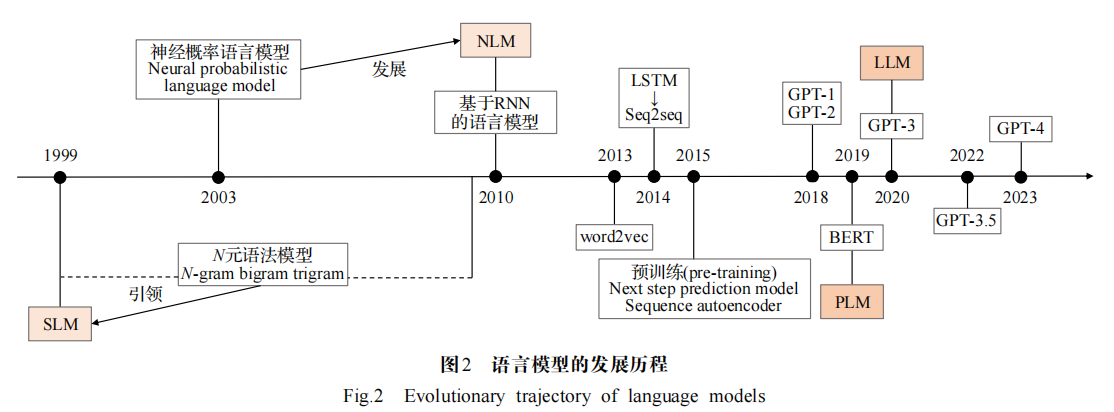 神经概率语言模型
Neural probabilistic
language model
发展
NLM
基于RNN
的语言模型
LSTM
↓
Seq2seq
GPT-1
GPT-2
LLM
GPT-3
GPT-4
1999
2003
2010
2013
2014
2015
2018
2019
2020
2022
2023
N元语法模型
N-gram bigram trigram
引领
SLM
word2vec
预训练(pre-training)
Next step prediction model
Sequence autoencoder
BERT
PLM
GPT-3.5
图2 语言模型的发展历程
Fig.2 Evolutionary trajectory of language models